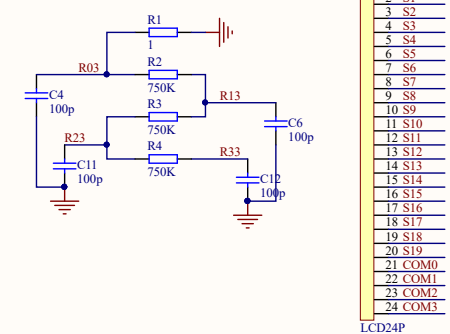 R1
1
R03
R2
750K
C4
100p
R13
R3
750K
C6
100p
R23
R4
750K
R33
C11
100p
C12
100p
3 S2
4 S3
5 S4
6 S5
7 S6
8 S7
9 S8
10 S9
11 S10
12 S11
13 S12
14 S13
15 S14
16 S15
17 S16
18 S17
19 S18
20 S19
21 COM0
22 COM1
23 COM2
24 COM3
LCD24P